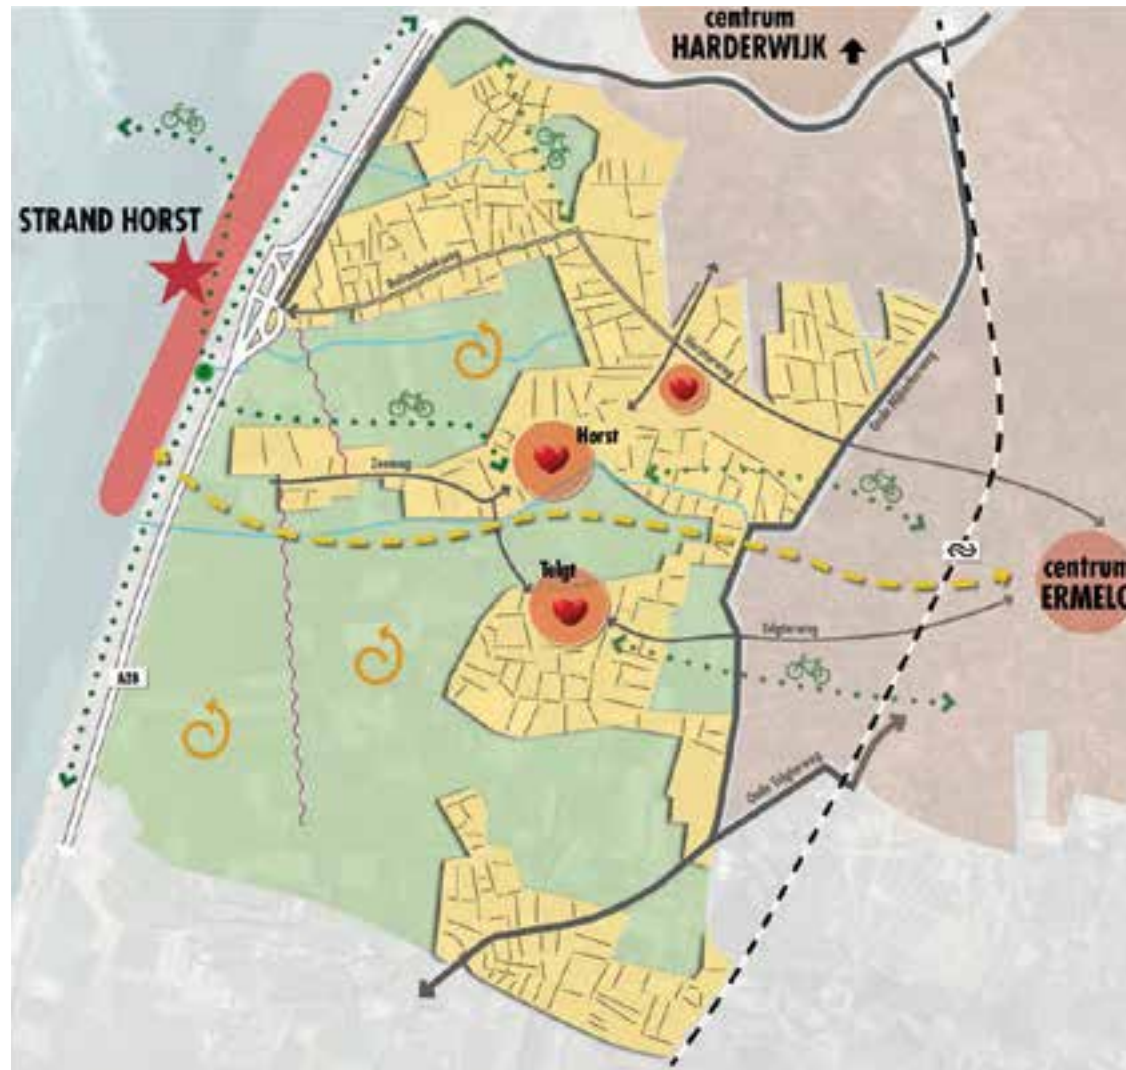 centrum
HARDERWIJK
STRAND HORST
Horst
Zeeweg
Telgt
centrum
ERMELO
Telgterweg
A28
Oude Telgterweg